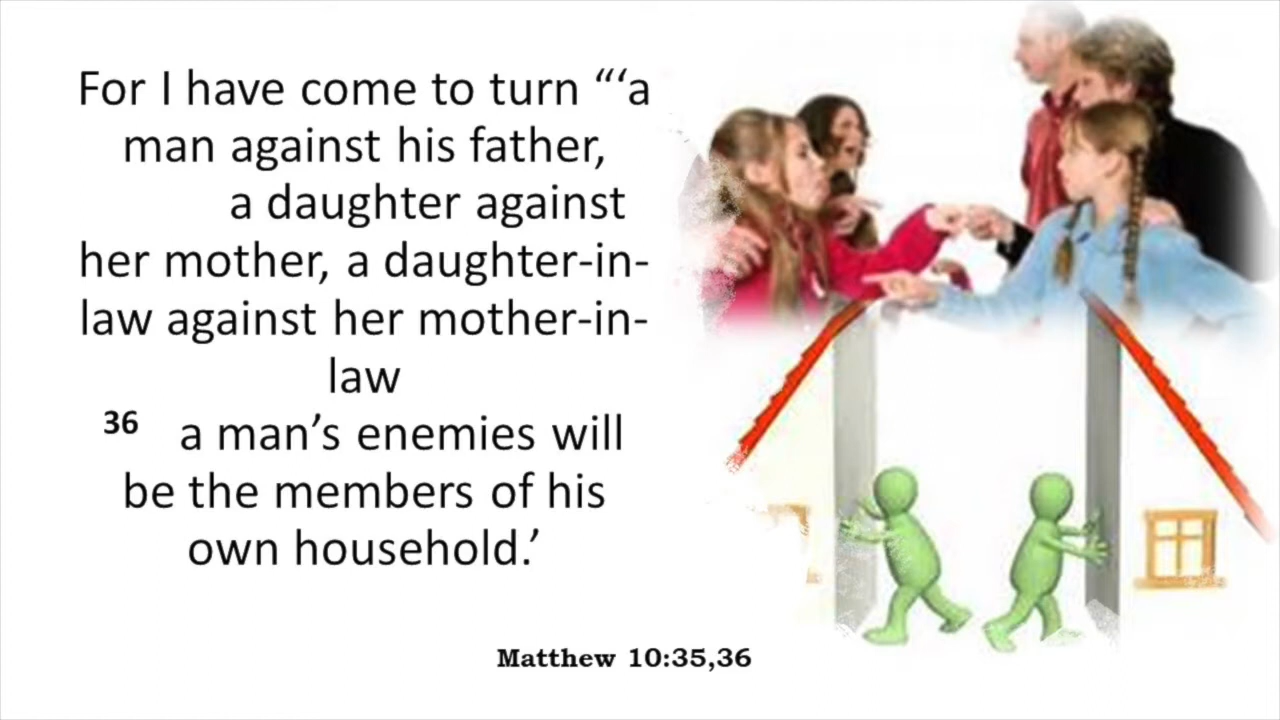 For I have come to turn “‘a
man against his father,
a daughter against
her mother, a daughter-in-
law against her mother-in-
law
36 a man’s enemies will
be the members of his
own household.’
Matthew 10:35,36